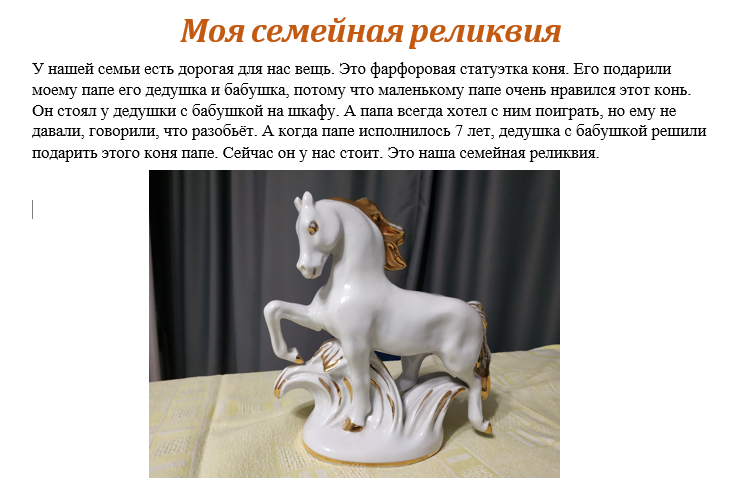 Моя семейная реликвия
У нашей семьи есть дорогая для нас вещь. Это фарфоровая статуэтка коня. Его подарили
моему папе его дедушка и бабушка, потому что маленькому папе очень нравился этот конь.
Он стоял у дедушки с бабушкой на шкафу. А папа всегда хотел с ним поиграть, но ему не
давали, говорили, что разобьёт. А когда папе исполнилось 7 лет, дедушка с бабушкой решили
подарить этого коня папе. Сейчас он у нас стоит. Это наша семейная реликвия.